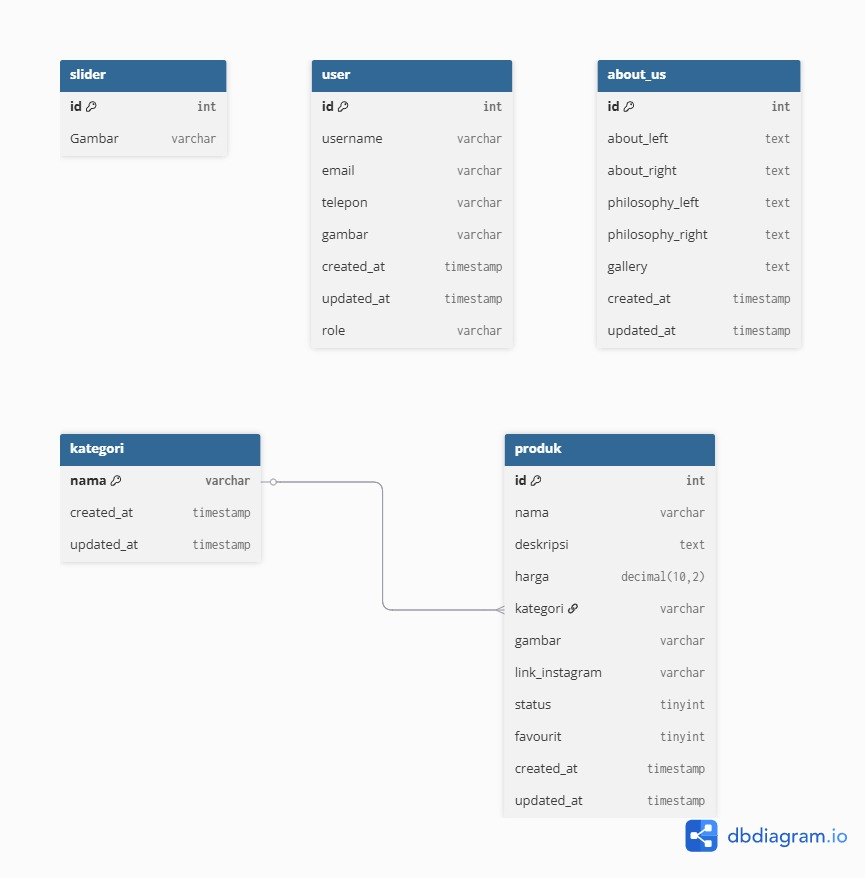 slider
id int
Gambar varchar
user
id int
username varchar
email varchar
telepon varchar
gambar varchar
created_at timestamp
updated_at timestamp
role varchar
about_us
id int
about_left text
about_right text
philosophy_left text
philosophy_right text
gallery text
created_at timestamp
updated_at timestamp
kategori
nama varchar
created_at timestamp
updated_at timestamp
produk
id int
nama varchar
deskripsi text
harga decimal(10,2)
kategori varchar
gambar varchar
link_instagram varchar
status tinyint
favourit tinyint
created_at timestamp
updated_at timestamp
dbdiagram.io